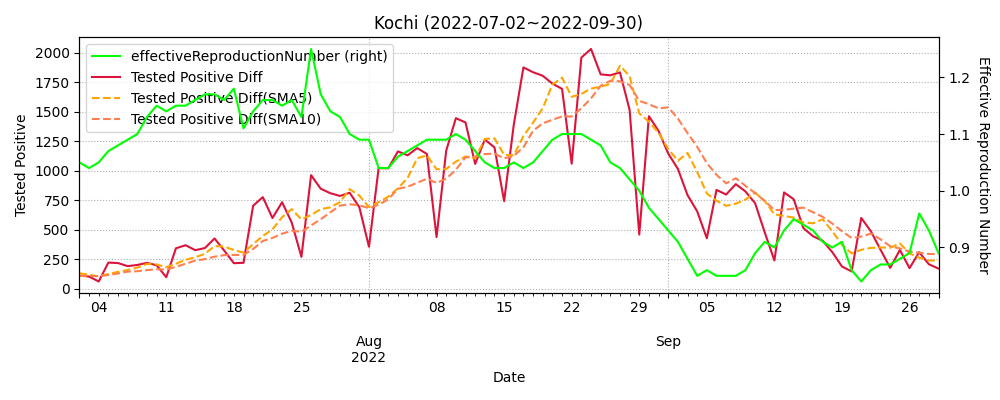 Kochi (2022-07-02~2022-09-30)
effectiveReproductionNumber (right)
Tested Positive Diff
Tested Positive Diff(SMA5)
Tested Positive Diff(SMA10)
Tested Positive
2000
1750
1500
1250
1000
750
500
250
0
1.2
1.1
1.0
0.9
Effective Reproduction Number
04 11 18 25 08 15 22 29 05 12 19 26
Aug Sep
2022
Date